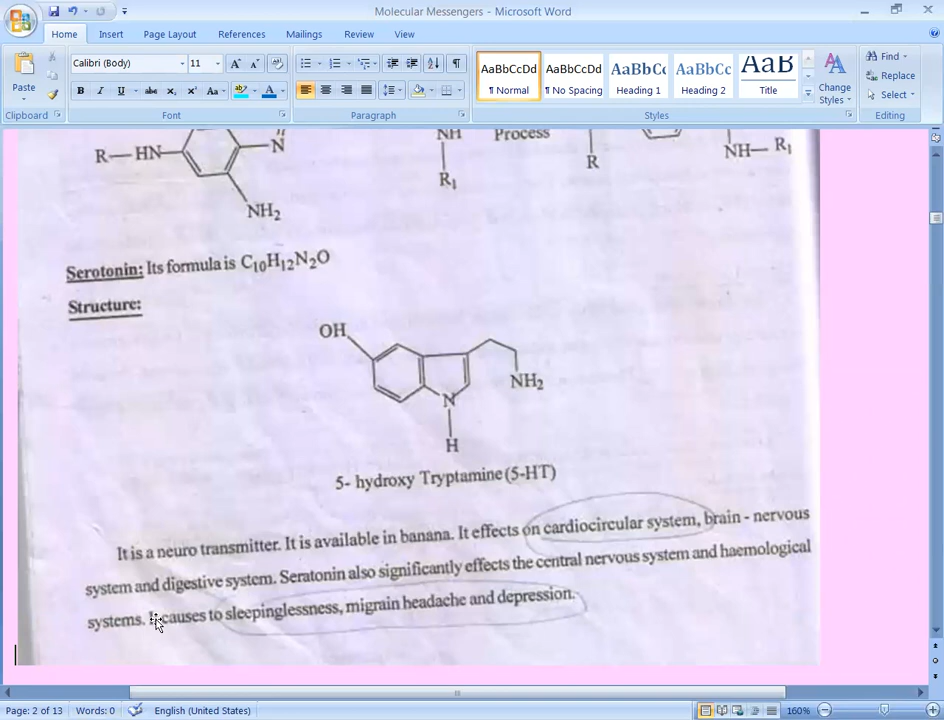 Molecular Messengers - Microsoft Word
Home Insert Page Layout References Mailings Review View
Calibri (Body) 11
AaBbCcDd AaBbCcDd AaBbCc AaBbCc AaB
¶ Normal ¶ No Spacing Heading 1 Heading 2 Title
Paste
Change Styles
Find
Replace
Select
Clipboard Font Paragraph Styles Editing
R—HN N NH Process R NH—R₁
R₁
NH₂
Serotonin: Its formula is C₁₀H₁₂N₂O
Structure:
OH
NH₂
N
H
5- hydroxy Tryptamine (5-HT)
It is a neuro transmitter. It is available in banana. It effects on cardiocircular system, brain - nervous
system and digestive system. Seratonin also significantly effects the central nervous system and haemological
systems. It causes to sleepinglessness, migrain headache and depression.
Page: 2 of 13 Words: 0 English (United States) 160%